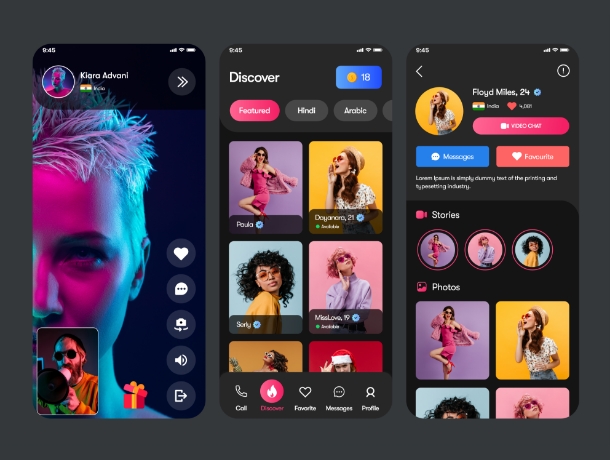 9:45
Kiara Advani
India
9:45
Discover
18
Featured
Hindi
Arabic
Paula
Dayanara, 21
Available
Sorly
MissLove, 19
Available
Call
Discover
Favorite
Messages
Profile
9:45
Floyd Miles, 24
India
4,001
VIDEO CHAT
Messages
Favourite
Lorem Ipsum is simply dummy text of the printing and
typesetting industry.
Stories
Photos